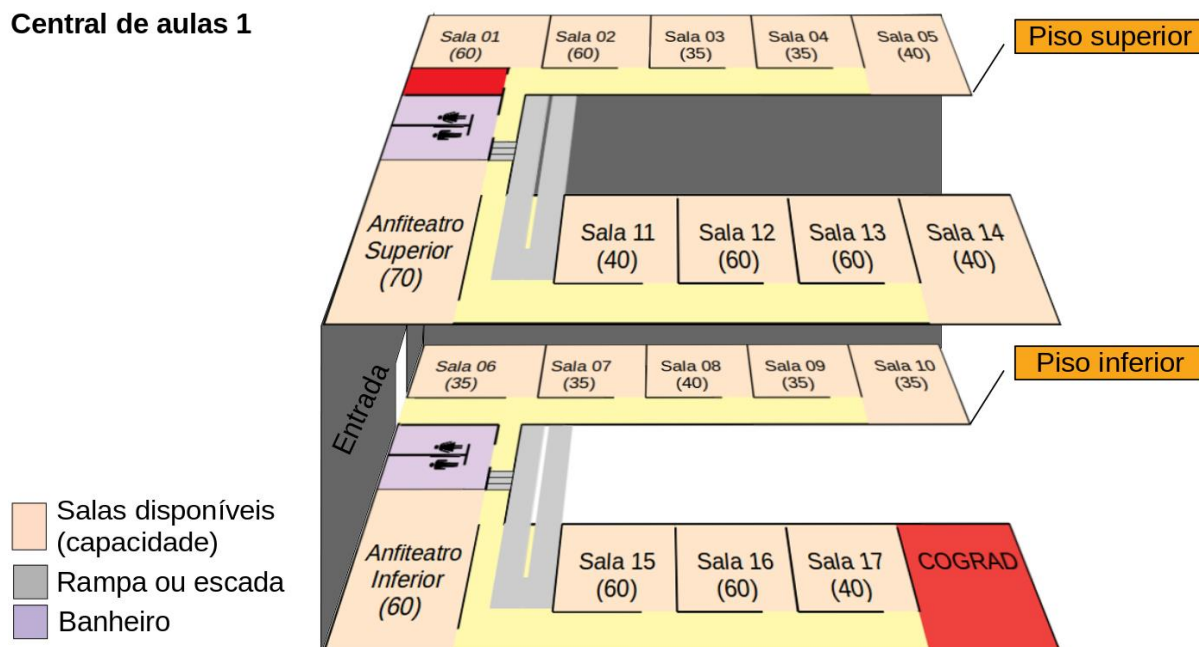 Central de aulas 1
Piso superior
Sala 01
(60)
Sala 02
(60)
Sala 03
(35)
Sala 04
(35)
Sala 05
(40)
Anfiteatro
Superior
(70)
Sala 11
(40)
Sala 12
(60)
Sala 13
(60)
Sala 14
(40)
Piso inferior
Entrada
Sala 06
(35)
Sala 07
(35)
Sala 08
(40)
Sala 09
(35)
Sala 10
(35)
Anfiteatro
Inferior
(60)
Sala 15
(60)
Sala 16
(60)
Sala 17
(40)
COGRAD
Salas disponíveis
(capacidade)
Rampa ou escada
Banheiro